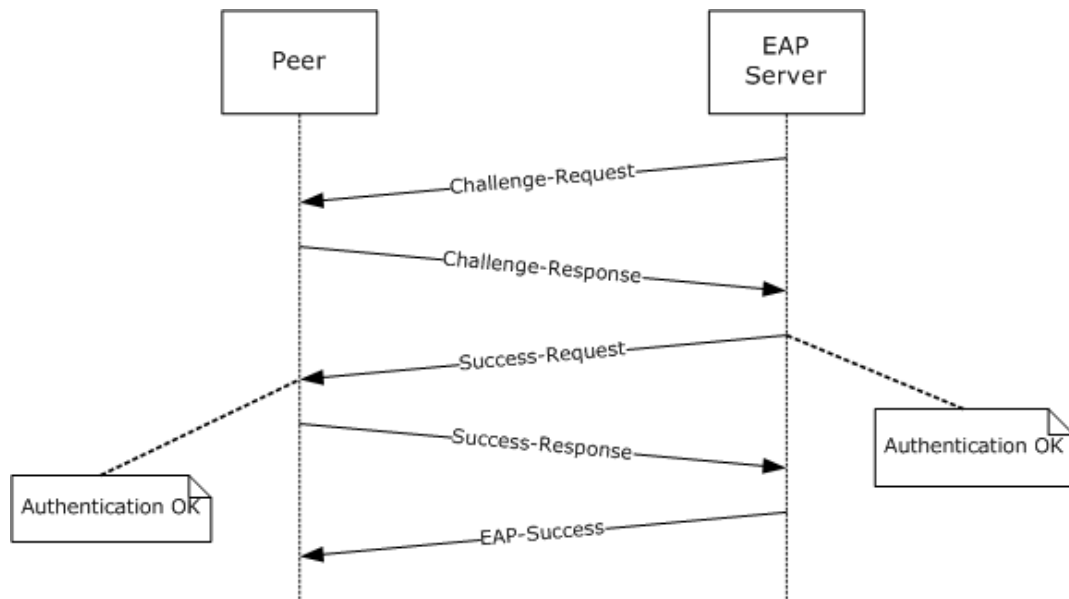 Peer
EAP
Server
Challenge-Request
Challenge-Response
Success-Request
Success-Response
Authentication OK
Authentication OK
EAP-Success